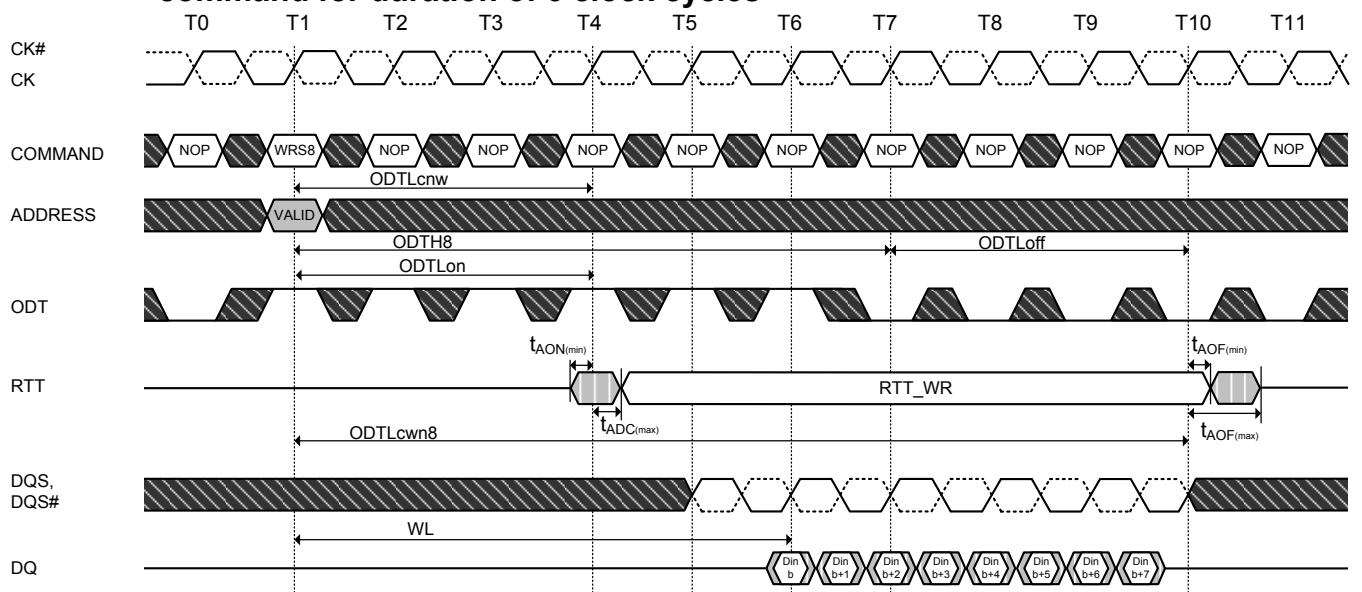 command for duration of 6 clock cycles
T0 T1 T2 T3 T4 T5 T6 T7 T8 T9 T10 T11
CK#
CK
COMMAND NOP WRS8 NOP NOP NOP NOP NOP NOP NOP NOP NOP NOP
ODTLcnw
ADDRESS VALID
ODTH8 ODTLoff
ODTLon
ODT
tAON(min) tAOF(min)
RTT RTT_WR
tADC(max) tAOF(max)
ODTLcwn8
DQS,
DQS#
WL
DQ Din b Din b+1 Din b+2 Din b+3 Din b+4 Din b+5 Din b+6 Din b+7